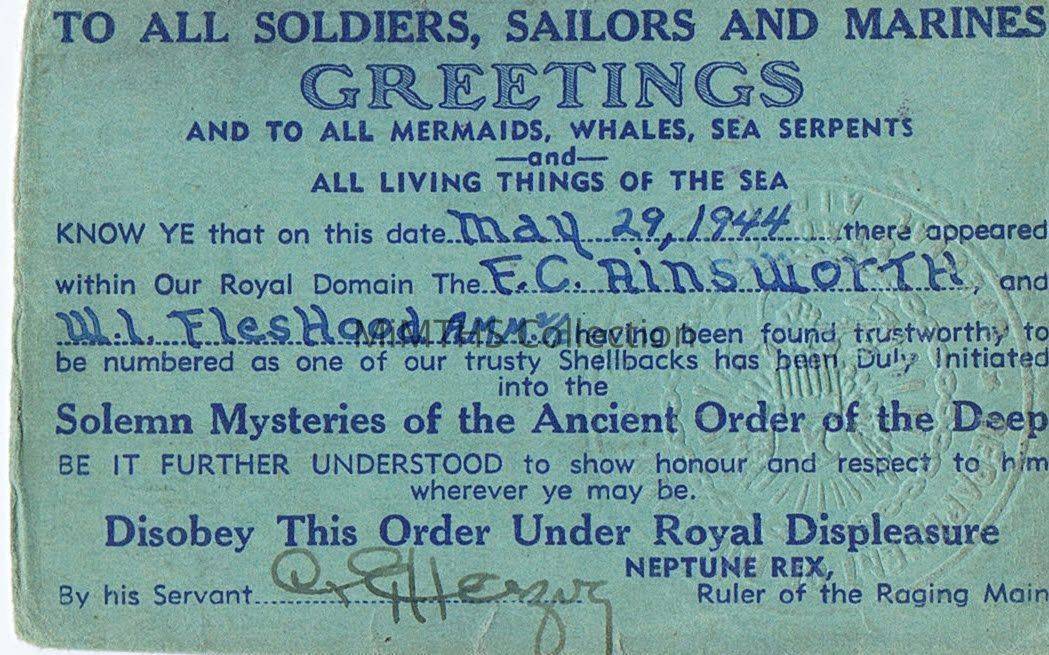 TO ALL SOLDIERS, SAILORS AND MARINES
GREETINGS
AND TO ALL MERMAIDS, WHALES, SEA SERPENTS
—and—
ALL LIVING THINGS OF THE SEA
KNOW YE that on this date May 29, 1944 there appeared
within Our Royal Domain The F.C. Ainsworth, and
W.I. Fleshood having been found trustworthy to
MIMTHS Collection
be numbered as one of our trusty Shellbacks has been Duly Initiated
into the
Solemn Mysteries of the Ancient Order of the Deep
BE IT FURTHER UNDERSTOOD to show honour and respect to him
wherever ye may be.
Disobey This Order Under Royal Displeasure
NEPTUNE REX,
By his Servant Ruler of the Raging Main